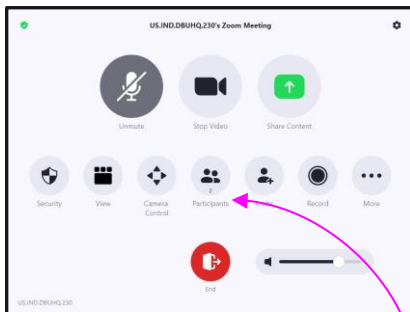 US.IND.DBUHQ.230's Zoom Meeting
Unmute
Stop Video
Share Content
Security
View
Camera
Control
Participants
Invite
Record
More
End
US.IND.DBUHQ.230